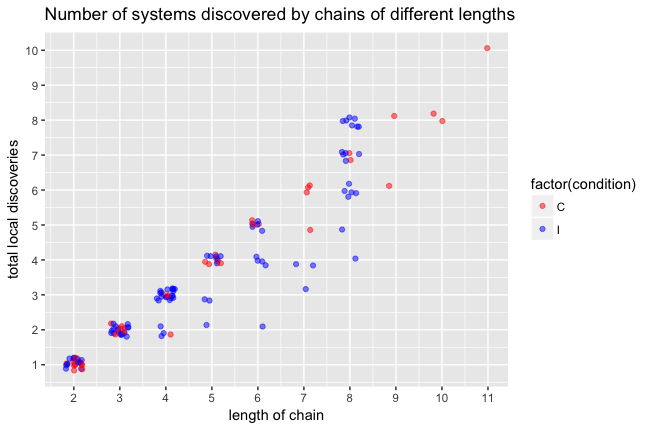 Number of systems discovered by chains of different lengths
total local discoveries
10
9
8
7
6
5
4
3
2
1
2 3 4 5 6 7 8 9 10 11
length of chain
factor(condition)
C
I